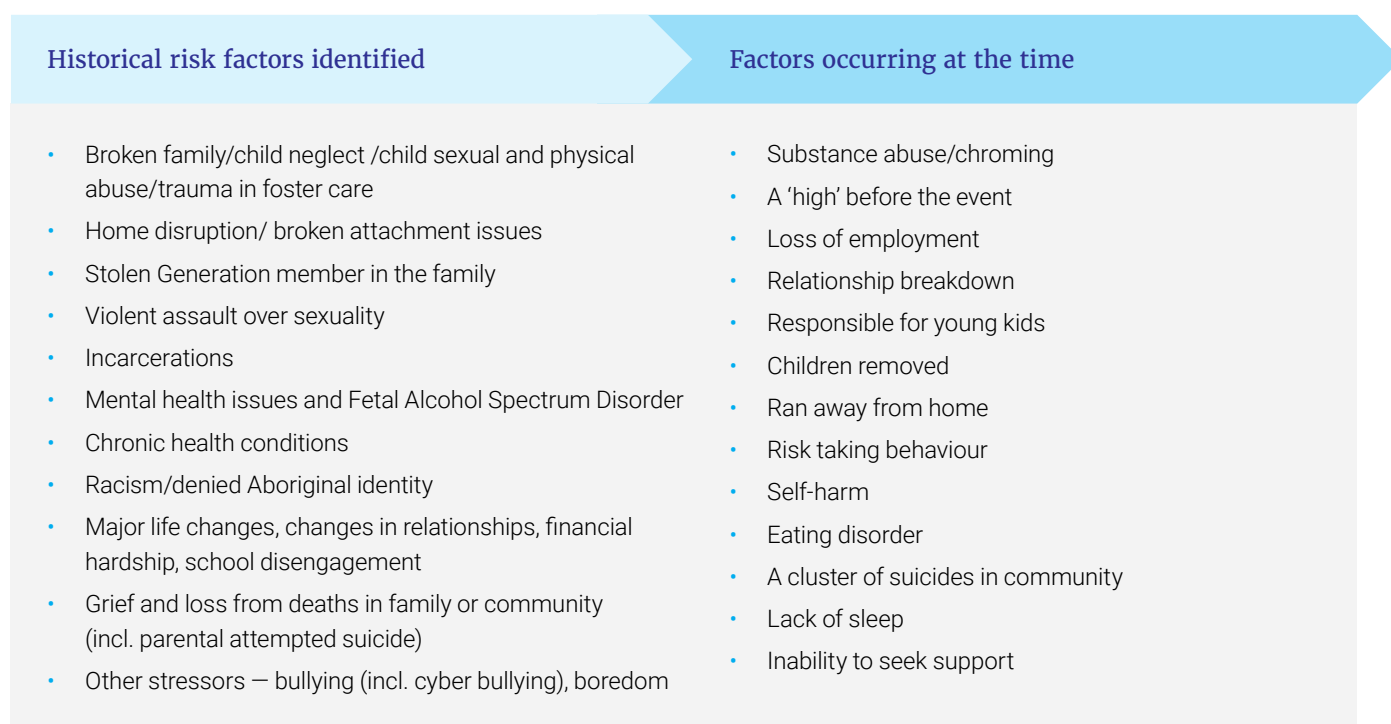 Historical risk factors identified
• Broken family/child neglect /child sexual and physical
abuse/trauma in foster care
• Home disruption/ broken attachment issues
• Stolen Generation member in the family
• Violent assault over sexuality
• Incarcerations
• Mental health issues and Fetal Alcohol Spectrum Disorder
• Chronic health conditions
• Racism/denied Aboriginal identity
• Major life changes, changes in relationships, financial
hardship, school disengagement
• Grief and loss from deaths in family or community
(incl. parental attempted suicide)
• Other stressors — bullying (incl. cyber bullying), boredom
Factors occurring at the time
• Substance abuse/chroming
• A ‘high’ before the event
• Loss of employment
• Relationship breakdown
• Responsible for young kids
• Children removed
• Ran away from home
• Risk taking behaviour
• Self-harm
• Eating disorder
• A cluster of suicides in community
• Lack of sleep
• Inability to seek support